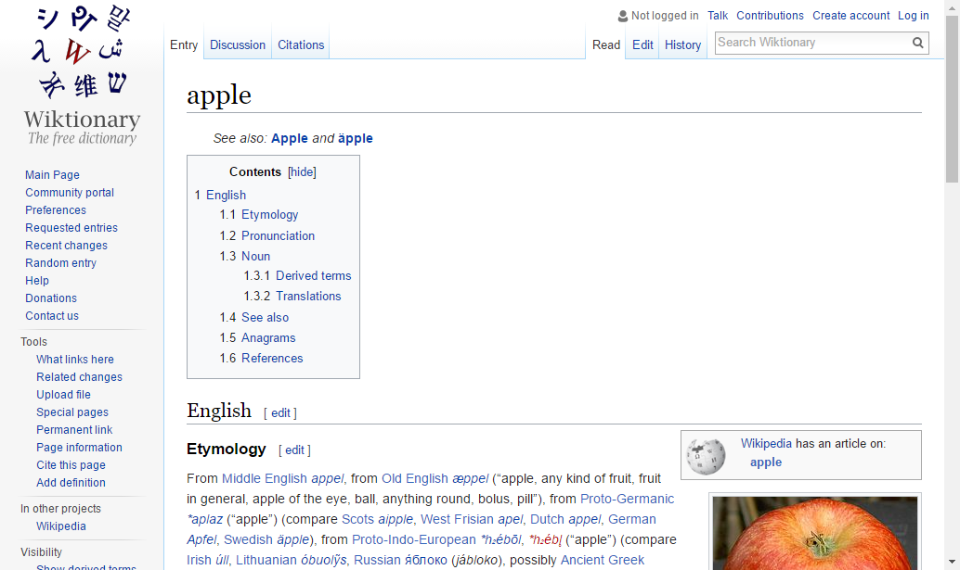 Not logged in Talk Contributions Create account Log in
Entry Discussion Citations Read Edit History Search Wiktionary
シ ウィ 말
λ W ش
维 ש
Wiktionary
The free dictionary
Main Page
Community portal
Preferences
Requested entries
Recent changes
Random entry
Help
Donations
Contact us
Tools
What links here
Related changes
Upload file
Special pages
Permanent link
Page information
Cite this page
Add definition
In other projects
Wikipedia
Visibility
Show derived terms
apple
See also: Apple and äpple
Contents [hide]
1 English
1.1 Etymology
1.2 Pronunciation
1.3 Noun
1.3.1 Derived terms
1.3.2 Translations
1.4 See also
1.5 Anagrams
1.6 References
English [ edit ]
Etymology [ edit ]
From Middle English appel, from Old English æppel (“apple, any kind of fruit, fruit
in general, apple of the eye, ball, anything round, bolus, pill”), from Proto-Germanic
*aplaz (“apple”) (compare Scots aipple, West Frisian apel, Dutch appel, German
Apfel, Swedish äpple), from Proto-Indo-European *h₂ébōl, *h₂ébl̥ (“apple”) (compare
Irish úll, Lithuanian óbuolỹs, Russian я́блоко (jábloko), possibly Ancient Greek
Wikipedia has an article on:
apple